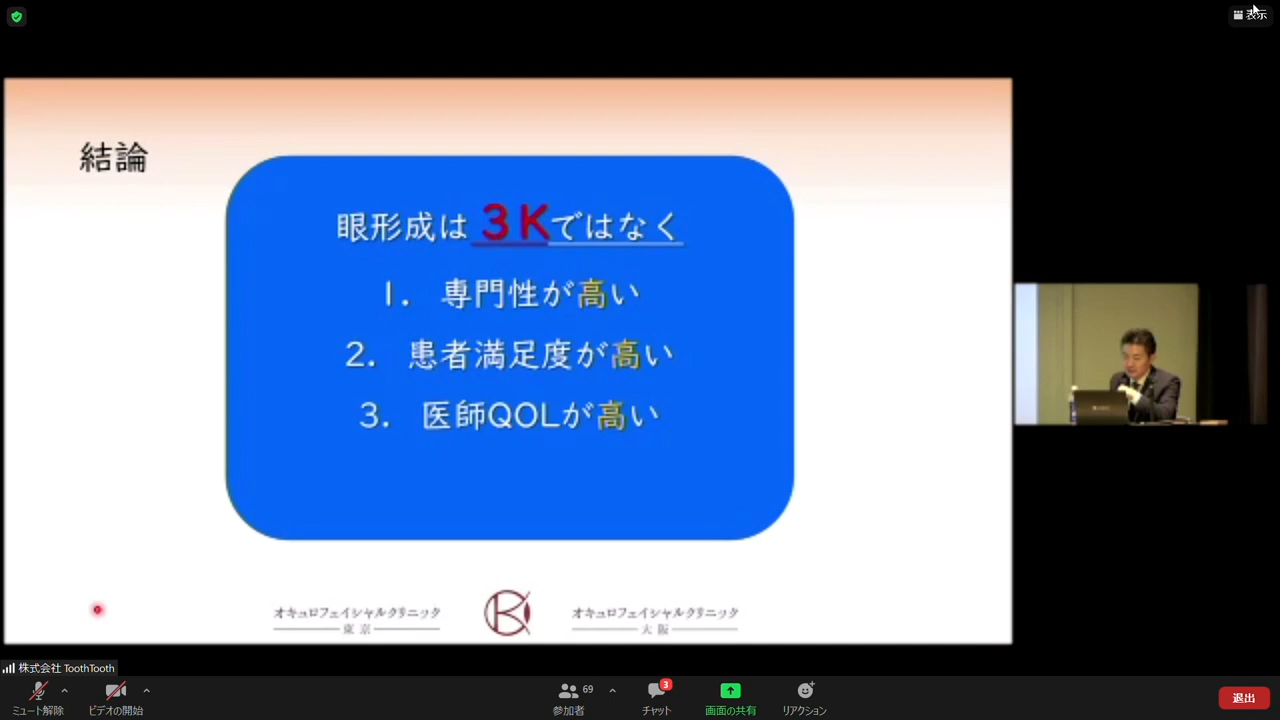 表示
結論
眼形成は３Kではなく
1. 専門性が高い
2. 患者満足度が高い
3. 医師QOLが高い
オキュロフェイシャルクリニック
東京
オキュロフェイシャルクリニック
大阪
株式会社 ToothTooth
ミュート解除
ビデオの開始
69
参加者
3
チャット
画面の共有
リアクション
退出